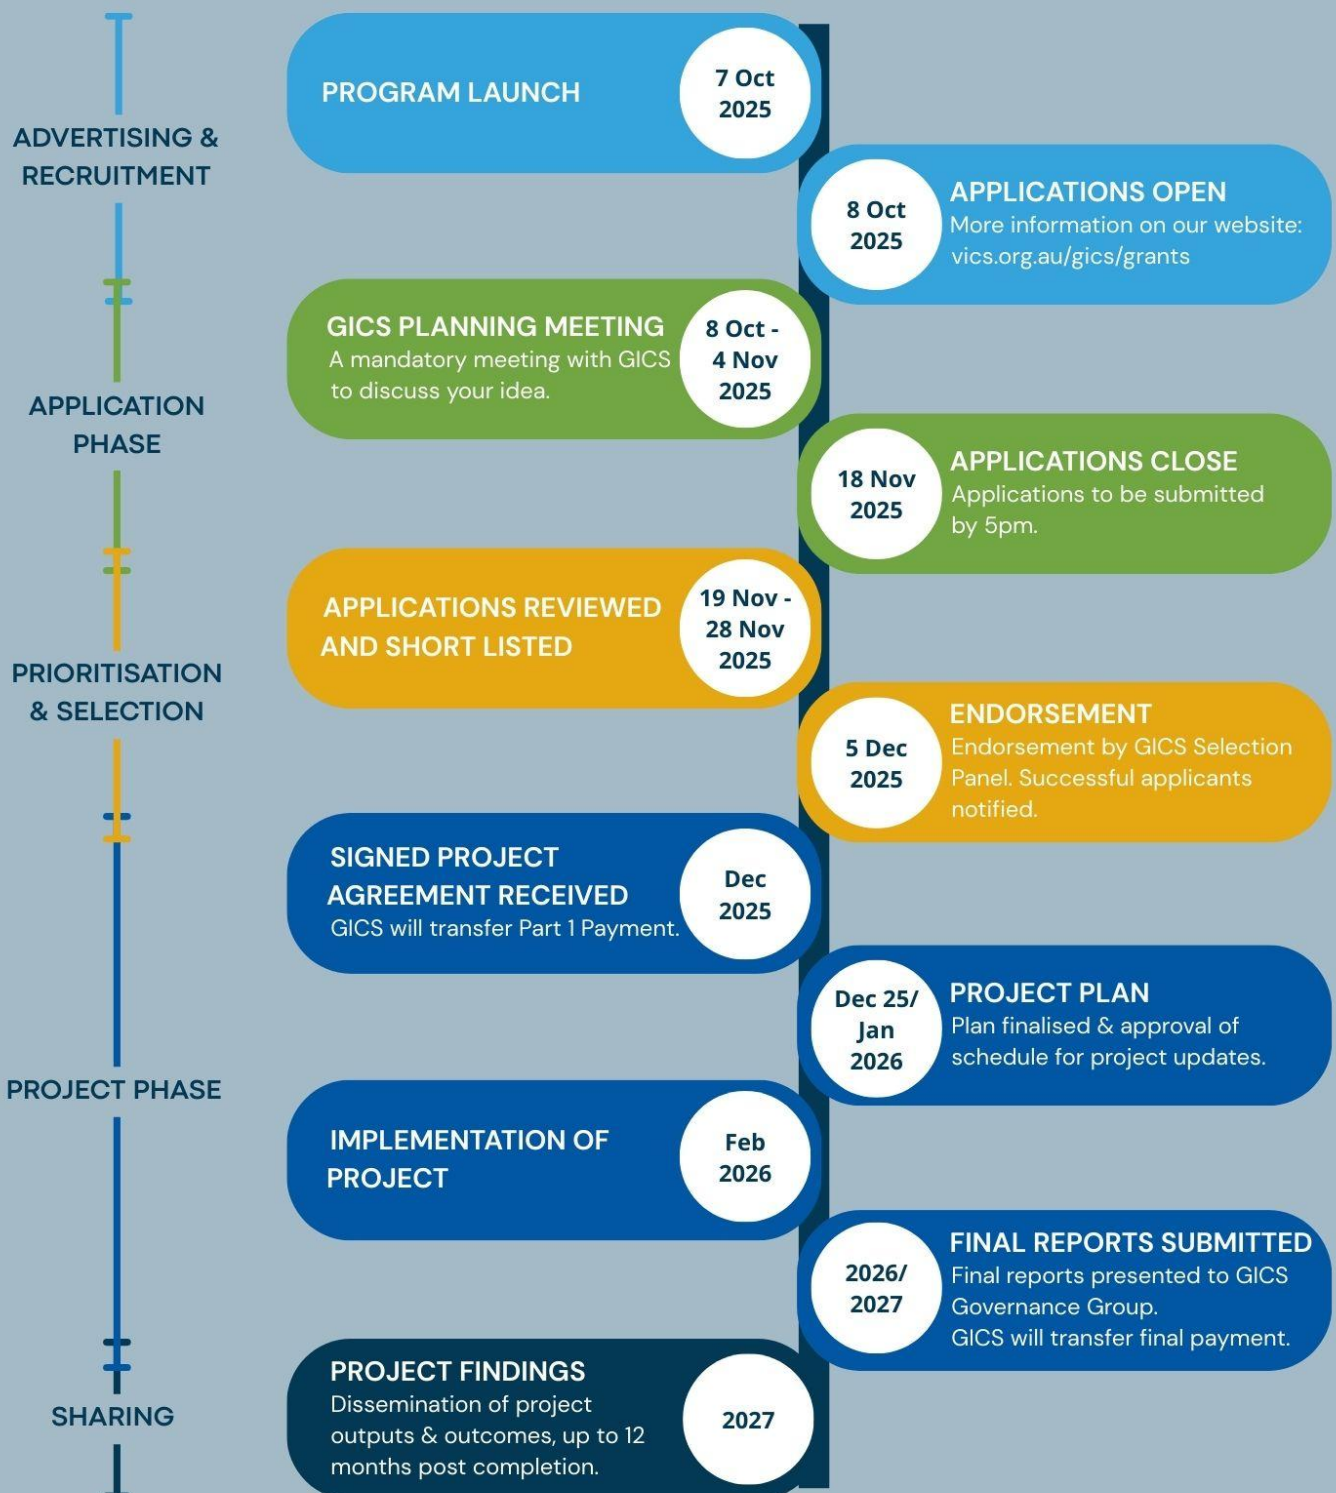 ADVERTISING &
RECRUITMENT
PROGRAM LAUNCH
7 Oct
2025
8 Oct
2025
APPLICATIONS OPEN
More information on our website:
vics.org.au/gics/grants
APPLICATION
PHASE
GICS PLANNING MEETING
A mandatory meeting with GICS
to discuss your idea.
8 Oct -
4 Nov
2025
18 Nov
2025
APPLICATIONS CLOSE
Applications to be submitted
by 5pm.
PRIORITISATION
& SELECTION
APPLICATIONS REVIEWED
AND SHORT LISTED
19 Nov -
28 Nov
2025
5 Dec
2025
ENDORSEMENT
Endorsement by GICS Selection
Panel. Successful applicants
notified.
PROJECT PHASE
SIGNED PROJECT
AGREEMENT RECEIVED
GICS will transfer Part 1 Payment.
Dec
2025
Dec 25/
Jan
2026
PROJECT PLAN
Plan finalised & approval of
schedule for project updates.
IMPLEMENTATION OF
PROJECT
Feb
2026
2026/
2027
FINAL REPORTS SUBMITTED
Final reports presented to GICS
Governance Group.
GICS will transfer final payment.
SHARING
PROJECT FINDINGS
Dissemination of project
outputs & outcomes, up to 12
months post completion.
2027